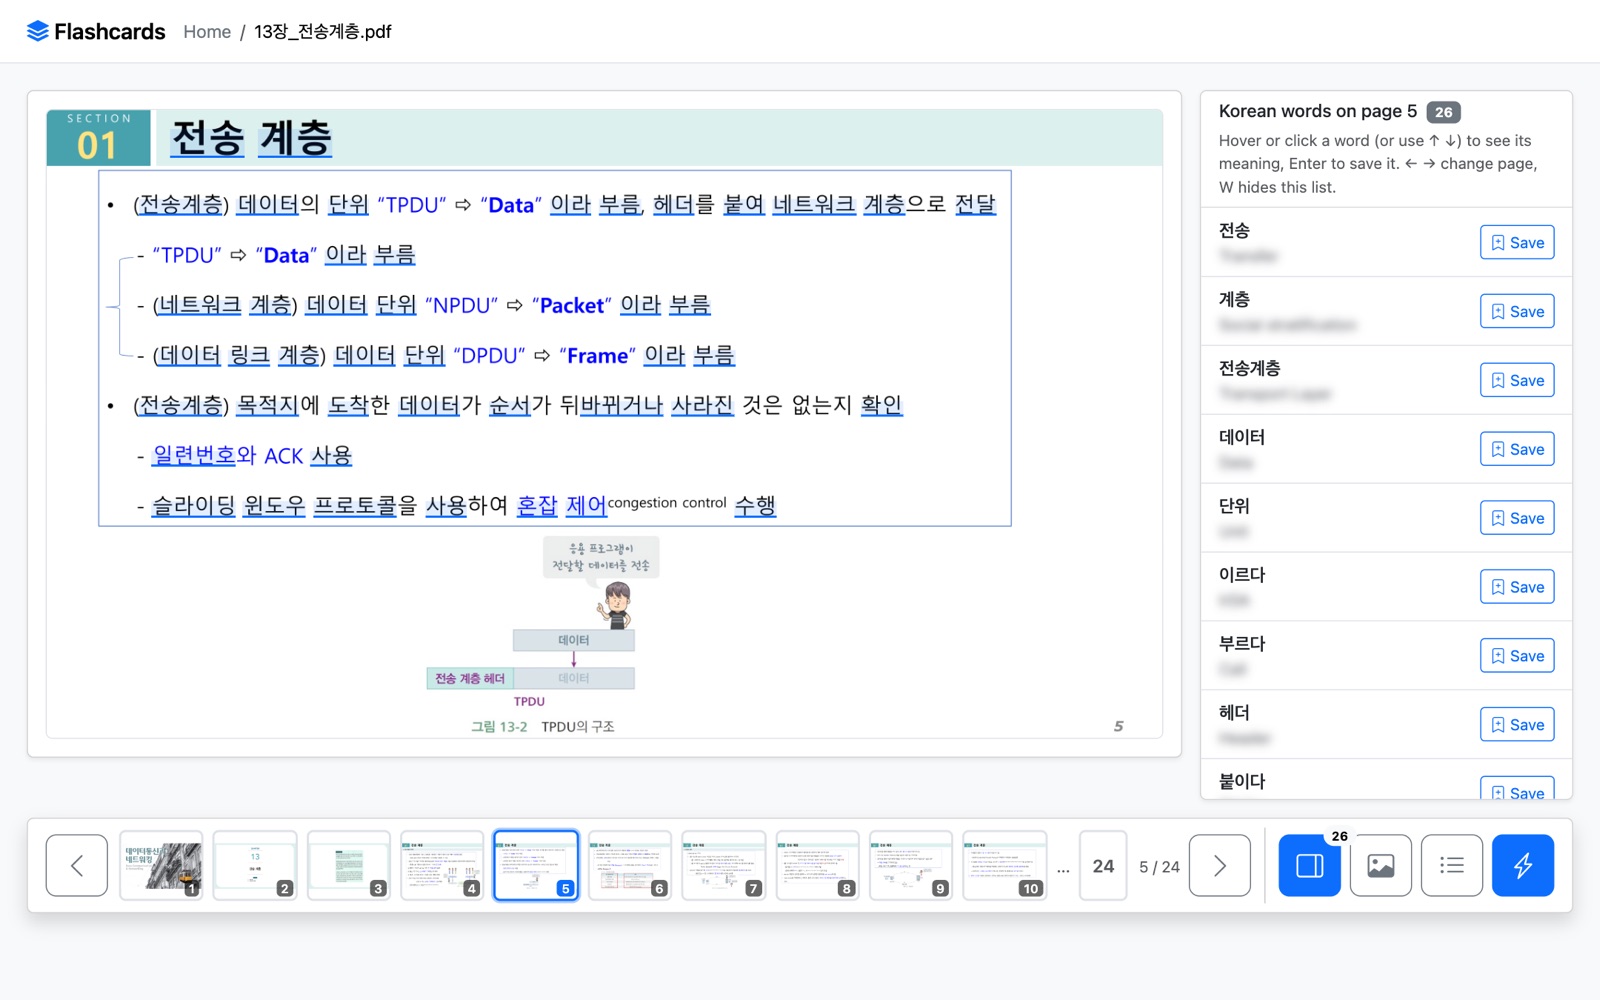 Flashcards Home / 13장_전송계층.pdf
SECTION
01
전송 계층
• (전송계층) 데이터의 단위 “TPDU” ⇨ “Data” 이라 부름, 헤더를 붙여 네트워크 계층으로 전달
- “TPDU” ⇨ “Data” 이라 부름
- (네트워크 계층) 데이터 단위 “NPDU” ⇨ “Packet” 이라 부름
- (데이터 링크 계층) 데이터 단위 “DPDU” ⇨ “Frame” 이라 부름
• (전송계층) 목적지에 도착한 데이터가 순서가 뒤바뀌거나 사라진 것은 없는지 확인
- 일련번호와 ACK 사용
- 슬라이딩 윈도우 프로토콜을 사용하여 혼잡 제어congestion control 수행
응용 프로그램이
전달할 데이터를 전송
데이터
전송 계층 헤더 데이터
TPDU
그림 13-2 TPDU의 구조
5
Korean words on page 5 26
Hover or click a word (or use ↑ ↓) to see its
meaning, Enter to save it. ← → change page,
W hides this list.
전송
Save
계층
Save
전송계층
Save
데이터
Save
단위
Save
이르다
Save
부르다
Save
헤더
Save
붙이다
Save
데이터통신과
네트워킹
1 2 3 4 5 6 7 8 9 10 ... 24 5 / 24 26
13